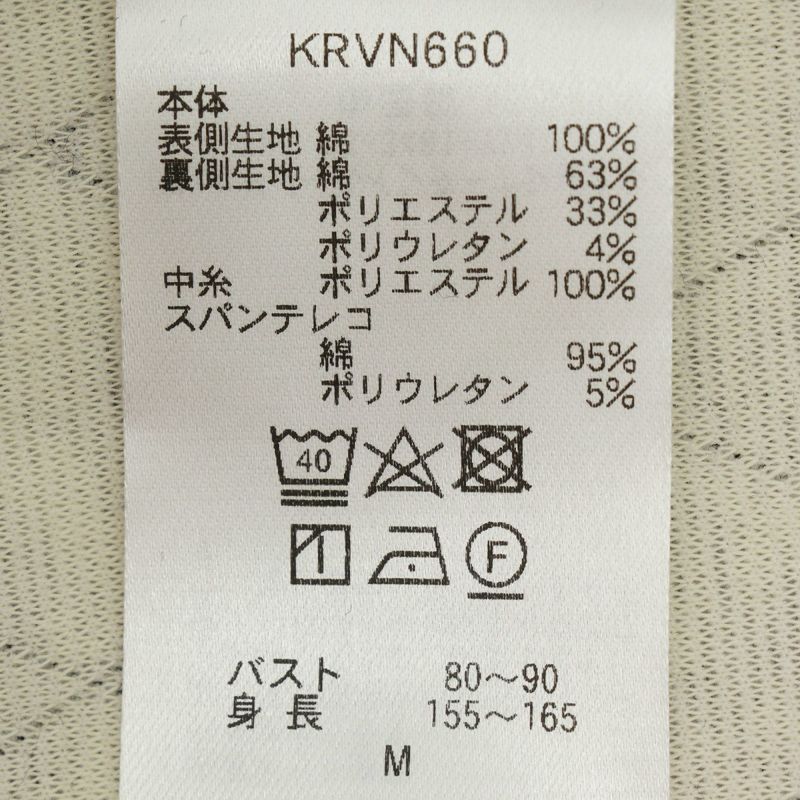 KRVN660
本体
表側生地 綿 100%
裏側生地 綿 63%
ポリエステル 33%
ポリウレタン 4%
中糸 ポリエステル 100%
スパンテレコ
綿 95%
ポリウレタン 5%
40
F
バスト 80〜90
身長 155〜165
M